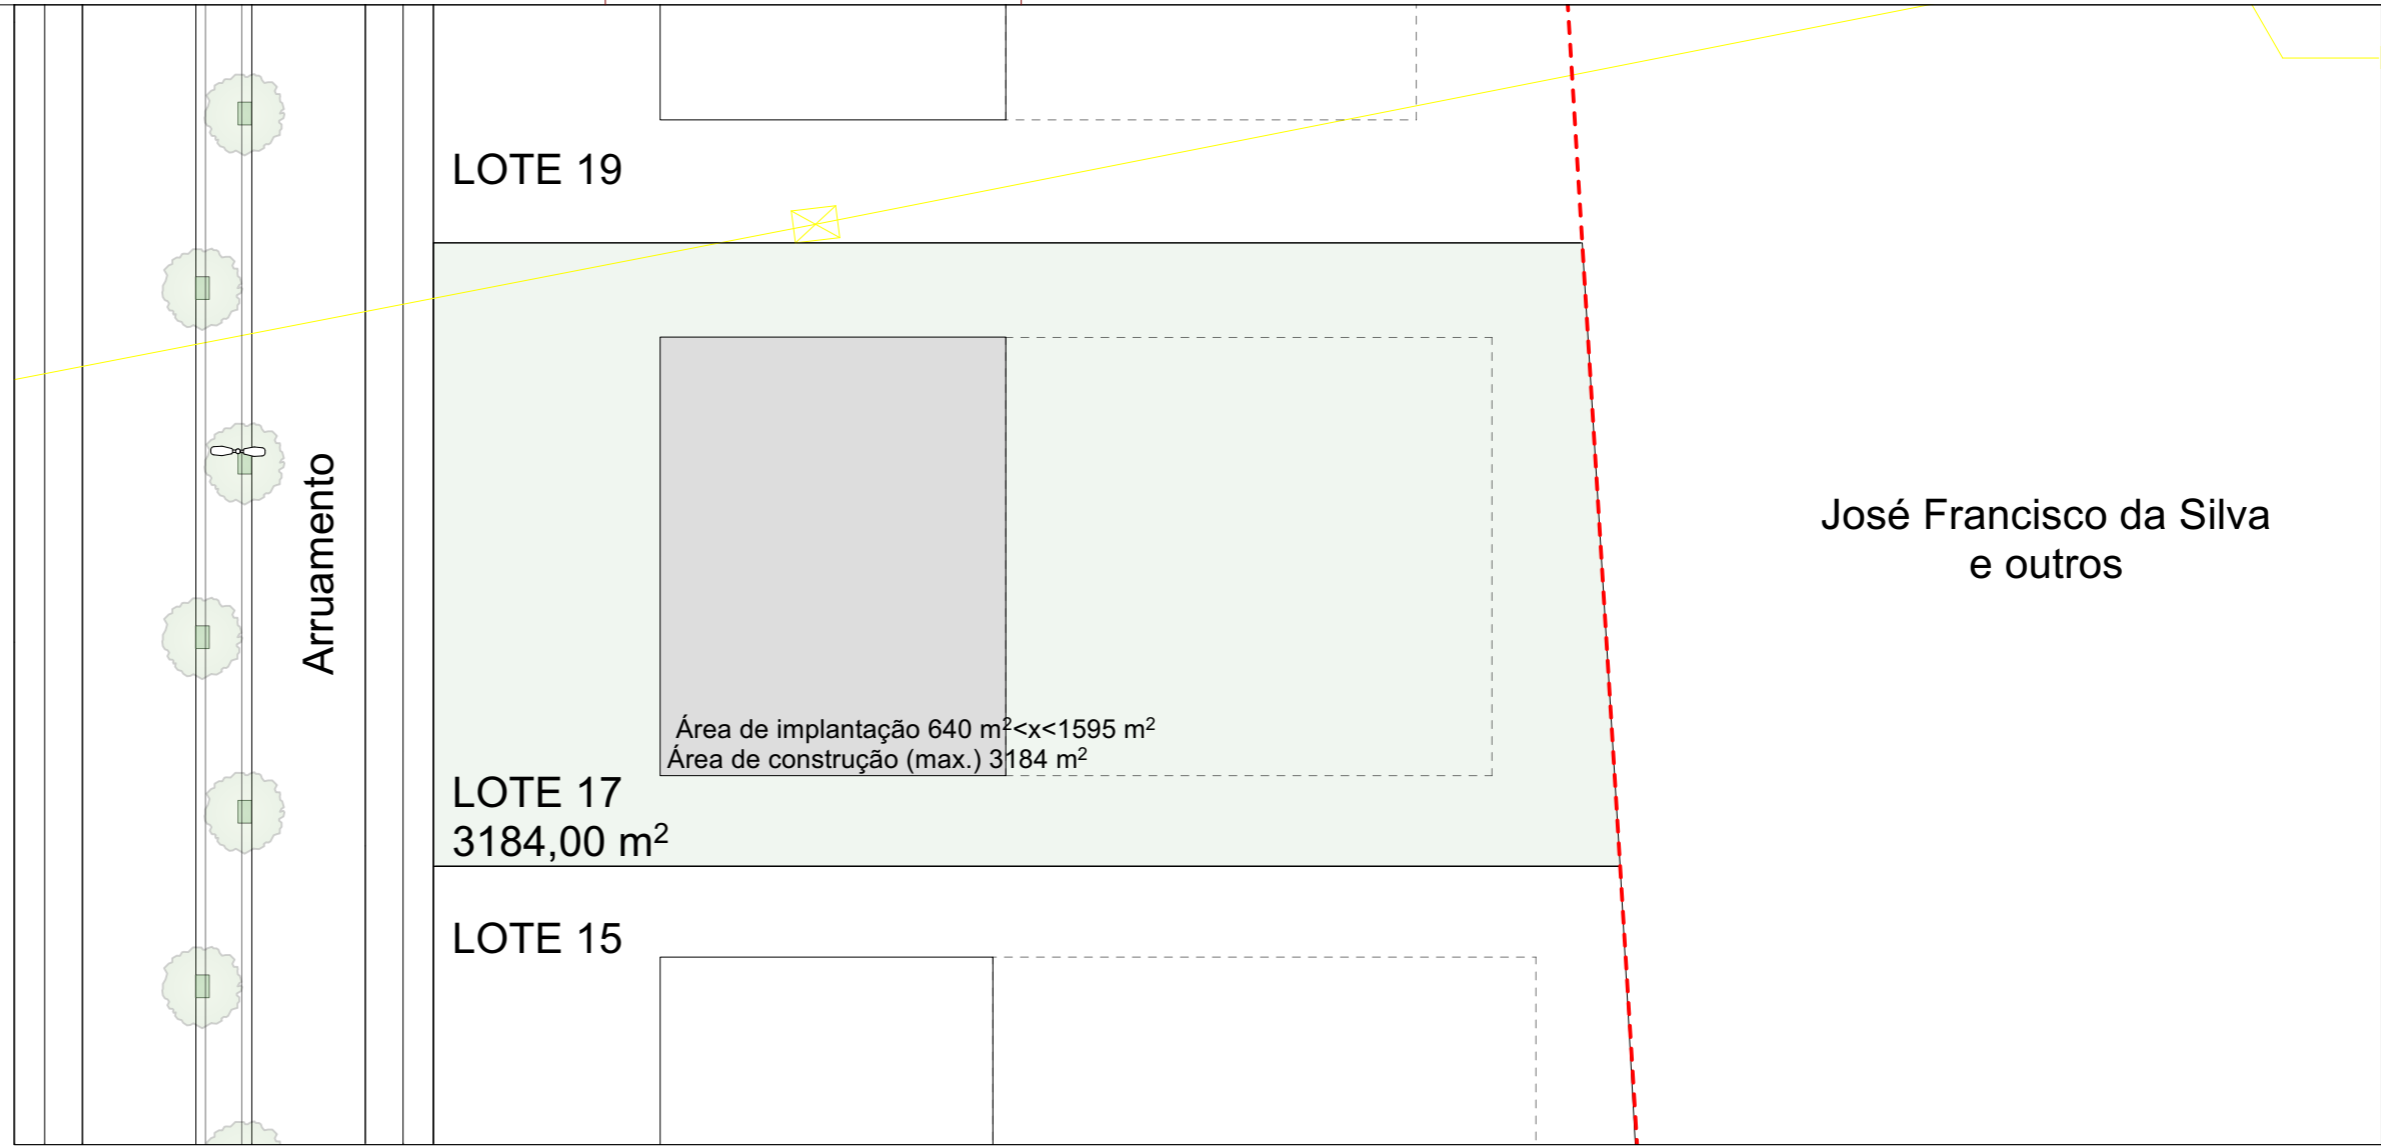 LOTE 19
Arruamento
José Francisco da Silva
e outros
Área de implantação 640 m²<x<1595 m²
Área de construção (max.) 3184 m²
LOTE 17
3184,00 m²
LOTE 15